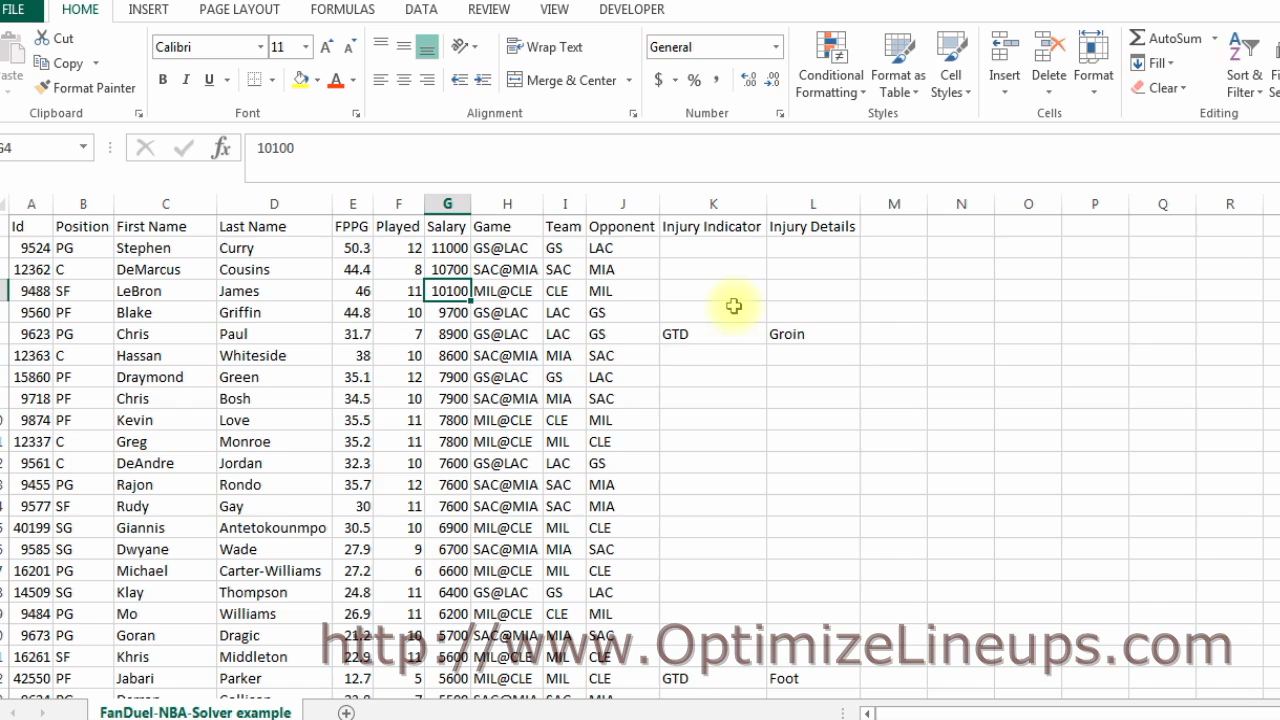 FILE HOME INSERT PAGE LAYOUT FORMULAS DATA REVIEW VIEW DEVELOPER
Cut Calibri 11 Wrap Text General AutoSum
Copy Fill
Format Painter B I U Merge & Center $ % Conditional Formatting Format as Table Cell Styles Insert Delete Format Clear Sort & Filter
Clipboard Font Alignment Number Styles Cells Editing
fx 10100
A B C D E F G H I J K L M N O P Q R
Id Position First Name Last Name FPPG Played Salary Game Team Opponent Injury Indicator Injury Details
9524 PG Stephen Curry 50.3 12 11000 GS@LAC GS LAC
12362 C DeMarcus Cousins 44.4 8 10700 SAC@MIA SAC MIA
9488 SF LeBron James 46 11 10100 MIL@CLE CLE MIL
9560 PF Blake Griffin 44.8 10 9700 GS@LAC LAC GS
9623 PG Chris Paul 31.7 7 8900 GS@LAC LAC GS GTD Groin
12363 C Hassan Whiteside 38 10 8600 SAC@MIA MIA SAC
15860 PF Draymond Green 35.1 12 7900 GS@LAC GS LAC
9718 PF Chris Bosh 34.5 10 7900 SAC@MIA MIA SAC
9874 PF Kevin Love 35.5 11 7800 MIL@CLE CLE MIL
12337 C Greg Monroe 35.2 11 7800 MIL@CLE MIL CLE
9561 C DeAndre Jordan 32.3 10 7600 GS@LAC LAC GS
9455 PG Rajon Rondo 35.7 12 7600 SAC@MIA SAC MIA
9577 SF Rudy Gay 30 11 7600 SAC@MIA SAC MIA
40199 SG Giannis Antetokounmpo 30.5 10 6900 MIL@CLE MIL CLE
9585 SG Dwyane Wade 27.9 9 6700 SAC@MIA MIA SAC
16201 PG Michael Carter-Williams 27.2 6 6600 MIL@CLE MIL CLE
14509 SG Klay Thompson 24.8 11 6400 GS@LAC GS LAC
9484 PG Mo Williams 26.9 11 6200 MIL@CLE CLE MIL
9673 PG Goran Dragic 21.2 10 5700 SAC@MIA MIA SAC
http://www.OptimizeLineups.com
16261 SF Khris Middleton 22.9 11 5600 MIL@CLE MIL CLE
42550 PF Jabari Parker 12.7 5 5600 MIL@CLE MIL CLE GTD Foot
FanDuel-NBA-Solver example